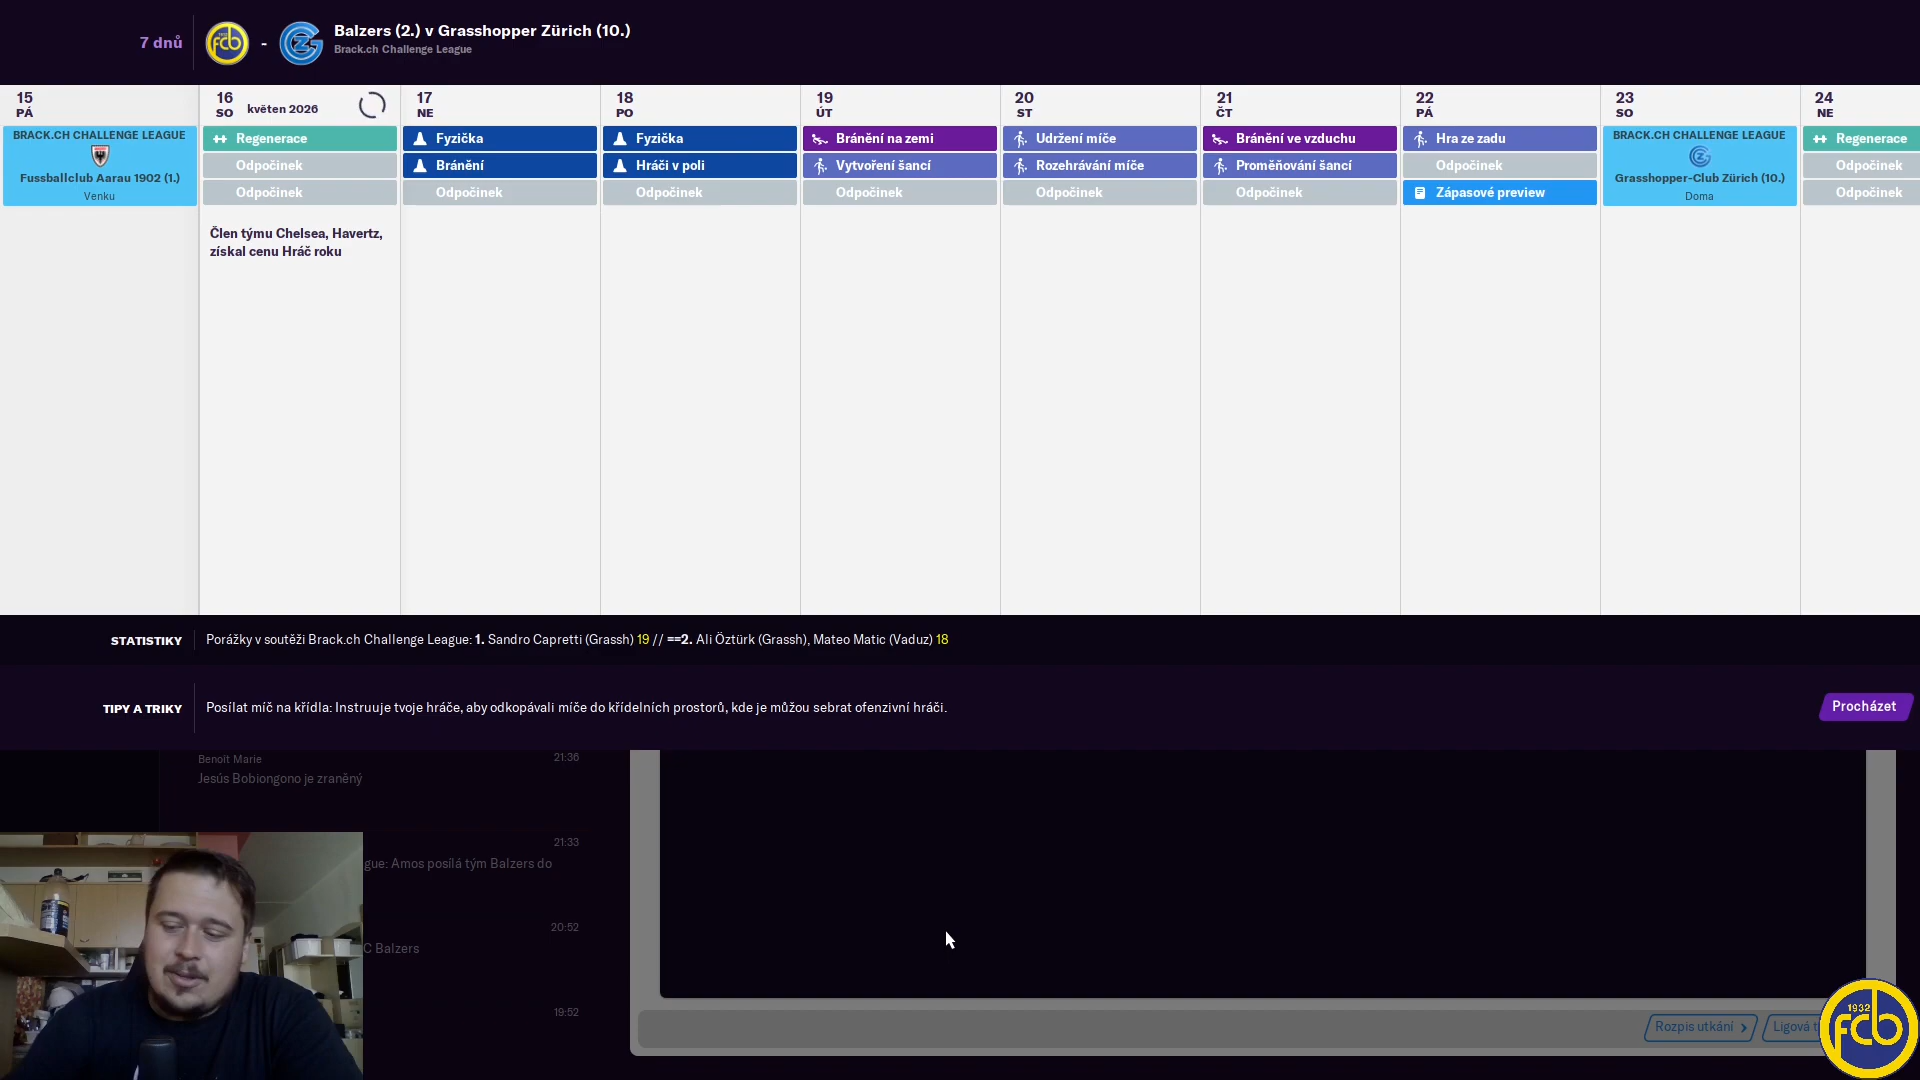 7 dnů
fcb
-
Balzers (2.) v Grasshopper Zürich (10.)
Brack.ch Challenge League
15
PÁ
16
SO
květen 2026
17
NE
18
PO
19
ÚT
20
ST
21
ČT
22
PÁ
23
SO
24
NE
BRACK.CH CHALLENGE LEAGUE
Fussballclub Aarau 1902 (1.)
Venku
Regenerace
Odpočinek
Odpočinek
Člen týmu Chelsea, Havertz,
získal cenu Hráč roku
Fyzička
Bránění
Odpočinek
Fyzička
Hráči v poli
Odpočinek
Bránění na zemi
Vytvoření šancí
Odpočinek
Udržení míče
Rozehrávání míče
Odpočinek
Bránění ve vzduchu
Proměňování šancí
Odpočinek
Hra ze zadu
Odpočinek
Zápasové preview
BRACK.CH CHALLENGE LEAGUE
Grasshopper-Club Zürich (10.)
Doma
Regenerace
Odpočinek
Odpočinek
STATISTIKY
Porážky v soutěži Brack.ch Challenge League: 1. Sandro Capretti (Grassh) 19 // ==2. Ali Öztürk (Grassh), Mateo Matic (Vaduz) 18
TIPY A TRIKY
Posílat míč na křídla: Instruuje tvoje hráče, aby odkopávali míče do křídelních prostorů, kde je můžou sebrat ofenzivní hráči.
Procházet
Benoît Marie
21:36
Jesús Bobiongono je zraněný
21:33
gue: Amos posílá tým Balzers do
20:52
C Balzers
19:52
Rozpis utkání
Ligová t
1932
fcb